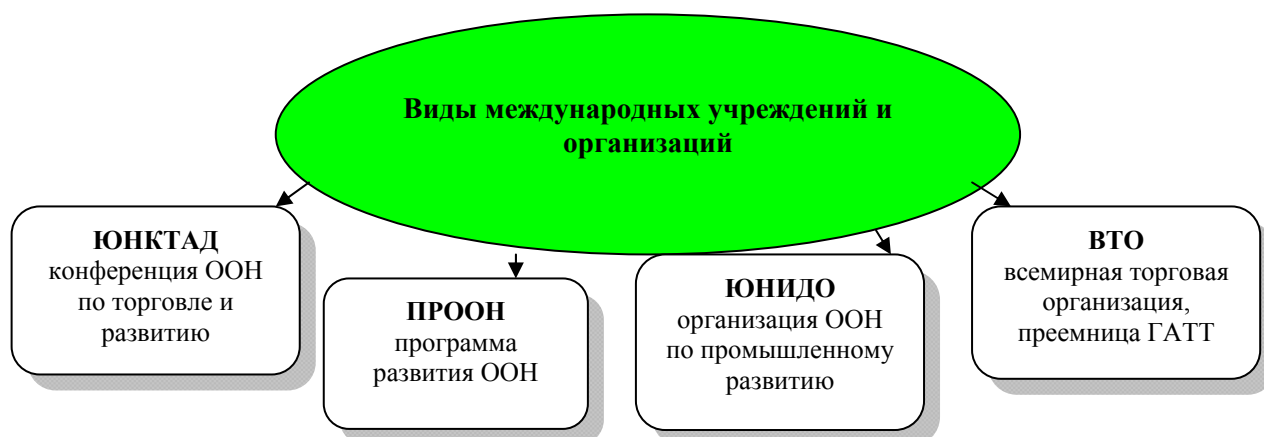 Виды международных учреждений и
организаций
ЮНКТАД
конференция ООН
по торговле и
развитию
ПРООН
программа
развития ООН
ЮНИДО
организация ООН
по промышленному
развитию
ВТО
всемирная торговая
организация,
преемница ГАТТ